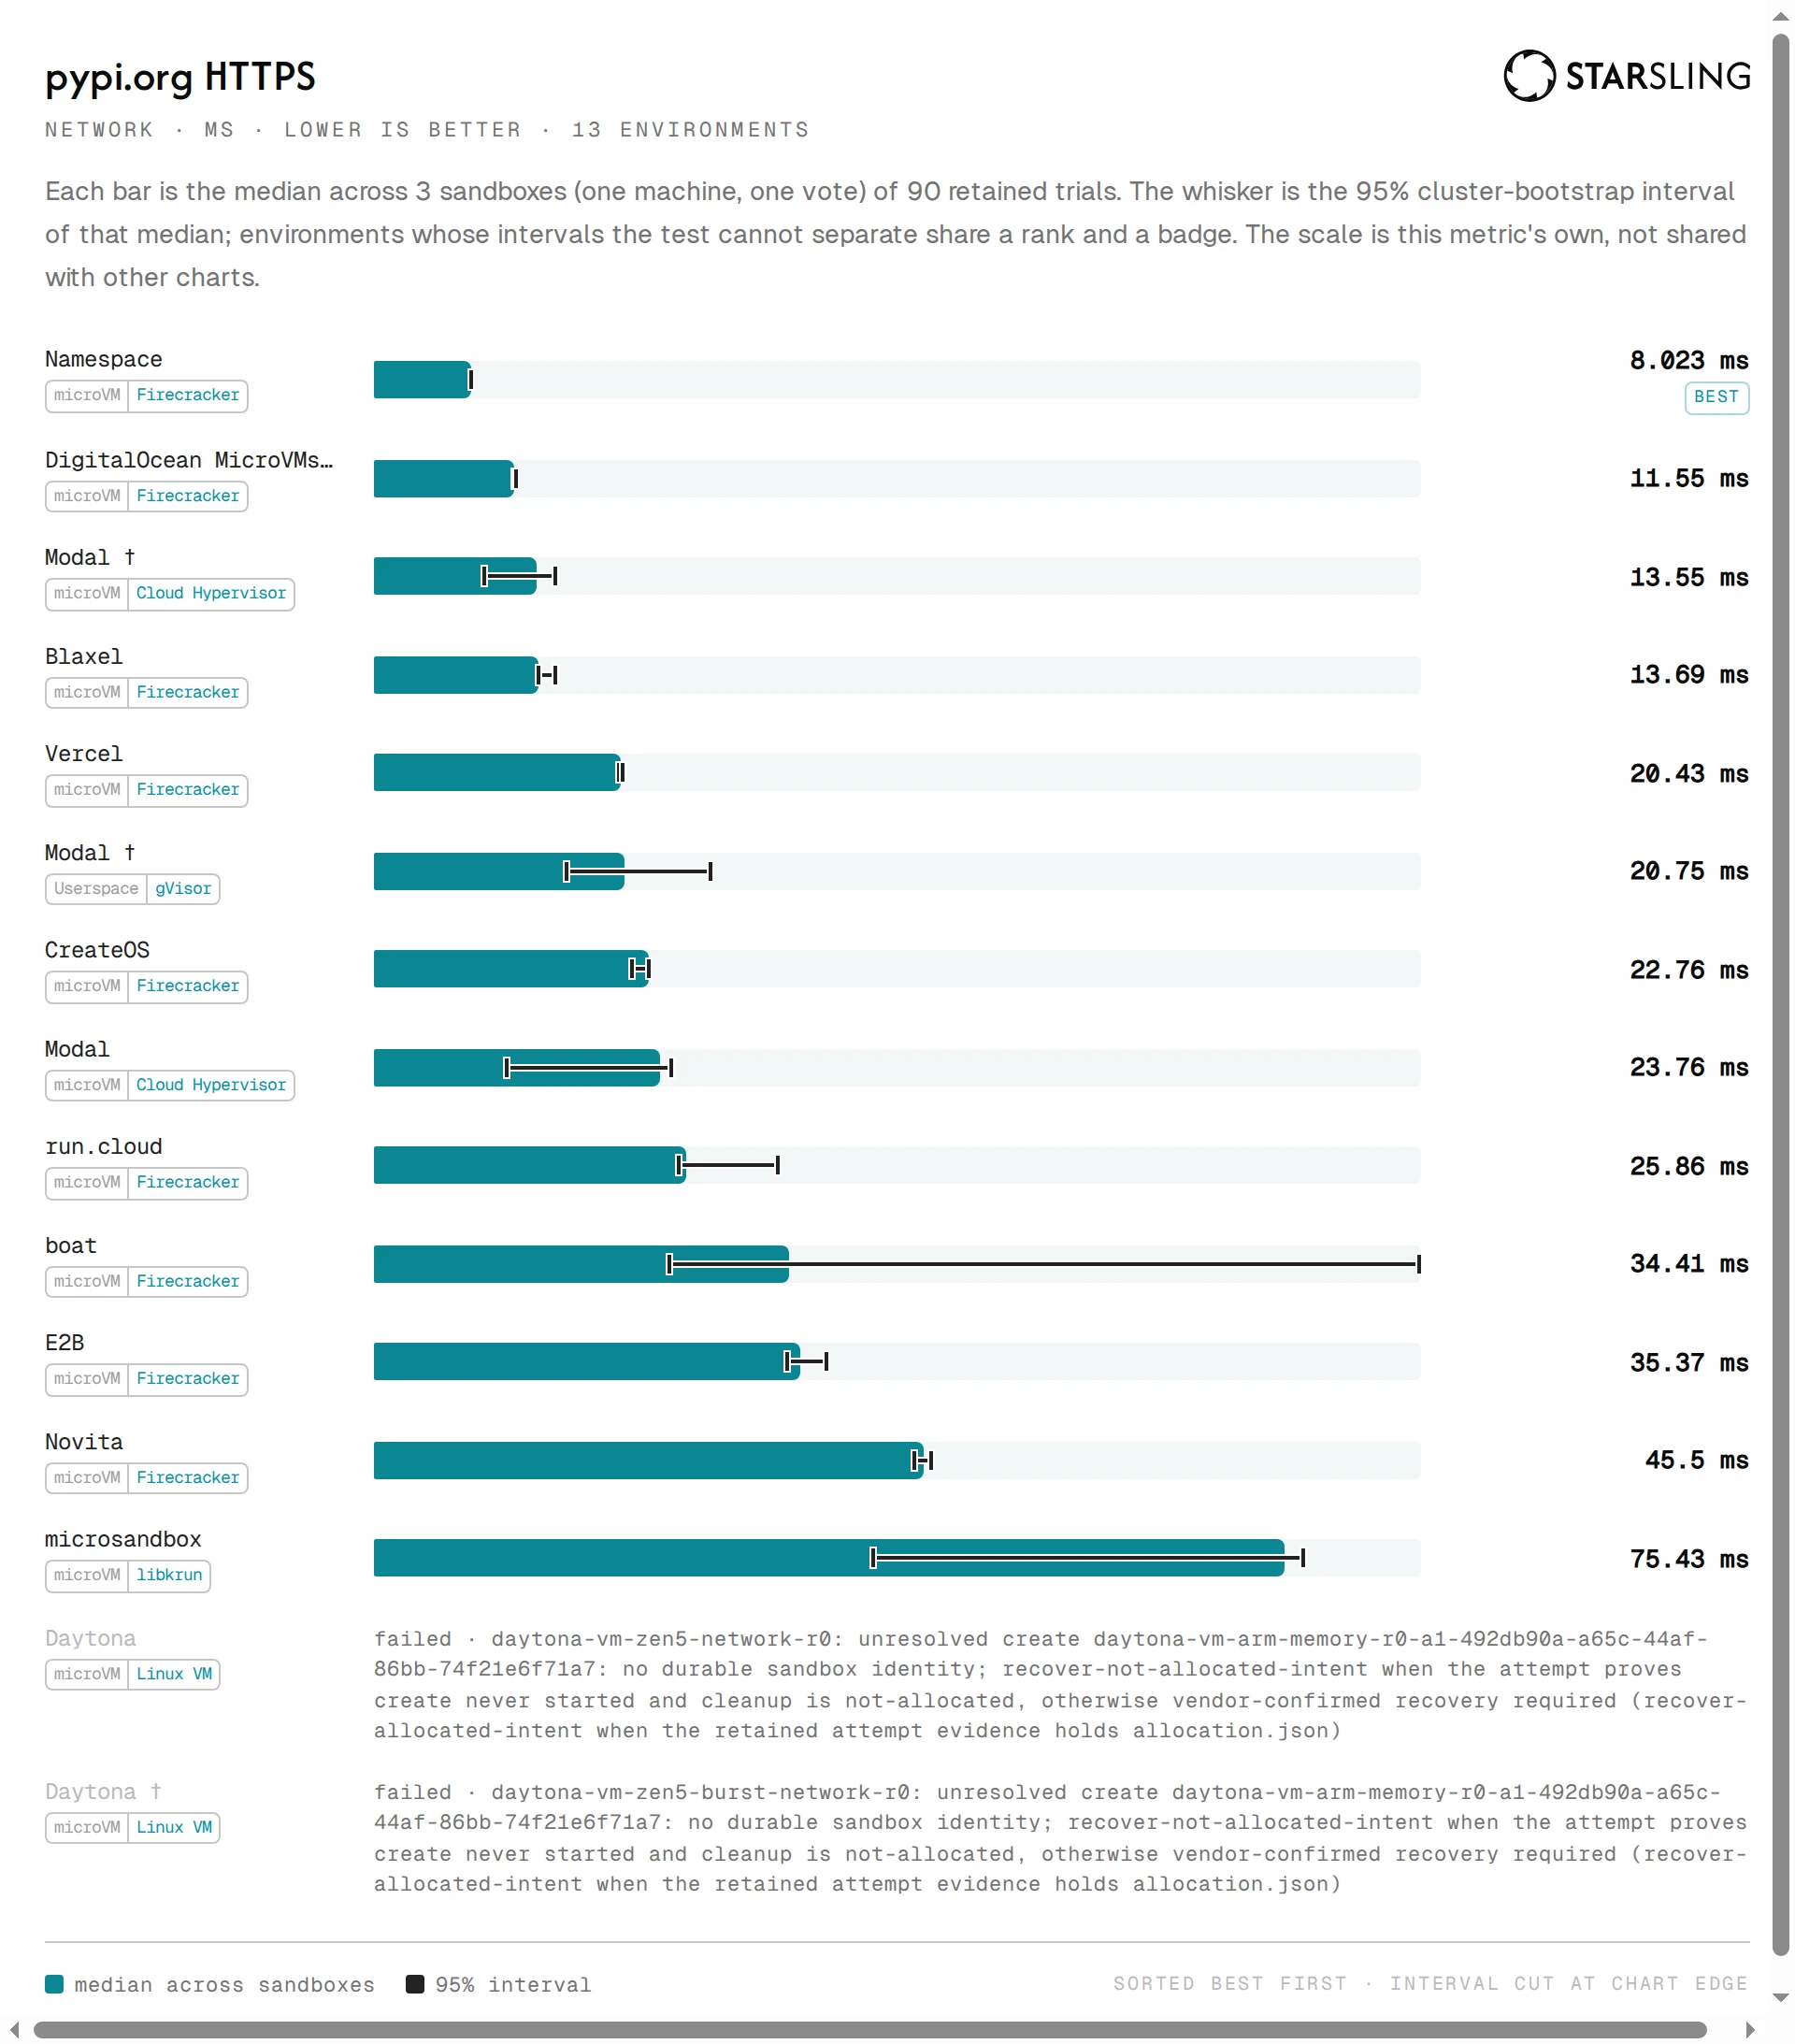 pypi.org HTTPS
STARSLING
NETWORK · MS · LOWER IS BETTER · 13 ENVIRONMENTS
Each bar is the median across 3 sandboxes (one machine, one vote) of 90 retained trials. The whisker is the 95% cluster-bootstrap interval
of that median; environments whose intervals the test cannot separate share a rank and a badge. The scale is this metric's own, not shared
with other charts.
Namespace
8.023 ms
microVM Firecracker
BEST
DigitalOcean MicroVMs…
microVM Firecracker
11.55 ms
Modal †
microVM Cloud Hypervisor
13.55 ms
Blaxel
microVM Firecracker
13.69 ms
Vercel
microVM Firecracker
20.43 ms
Modal †
Userspace gVisor
20.75 ms
CreateOS
microVM Firecracker
22.76 ms
Modal
microVM Cloud Hypervisor
23.76 ms
run.cloud
microVM Firecracker
25.86 ms
boat
microVM Firecracker
34.41 ms
E2B
microVM Firecracker
35.37 ms
Novita
microVM Firecracker
45.5 ms
microsandbox
microVM libkrun
75.43 ms
Daytona
microVM Linux VM
failed · daytona-vm-zen5-network-r0: unresolved create daytona-vm-arm-memory-r0-a1-492db90a-a65c-44af-
86bb-74f21e6f71a7: no durable sandbox identity; recover-not-allocated-intent when the attempt proves
create never started and cleanup is not-allocated, otherwise vendor-confirmed recovery required (recover-
allocated-intent when the retained attempt evidence holds allocation.json)
Daytona †
microVM Linux VM
failed · daytona-vm-zen5-burst-network-r0: unresolved create daytona-vm-arm-memory-r0-a1-492db90a-a65c-
44af-86bb-74f21e6f71a7: no durable sandbox identity; recover-not-allocated-intent when the attempt proves
create never started and cleanup is not-allocated, otherwise vendor-confirmed recovery required (recover-
allocated-intent when the retained attempt evidence holds allocation.json)
median across sandboxes
95% interval
SORTED BEST FIRST · INTERVAL CUT AT CHART EDGE